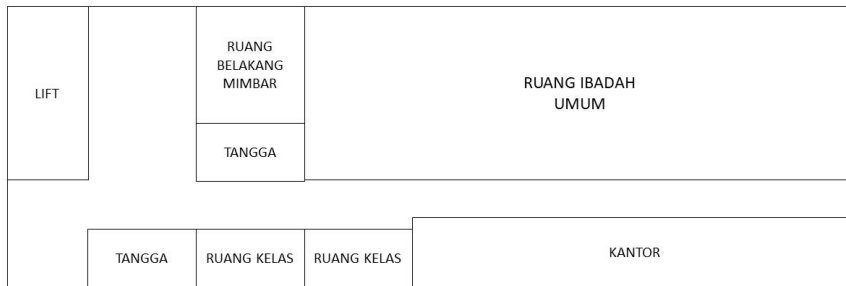 RUANG
BELAKANG
MIMBAR
LIFT
RUANG IBADAH
UMUM
TANGGA
TANGGA
RUANG KELAS
RUANG KELAS
KANTOR